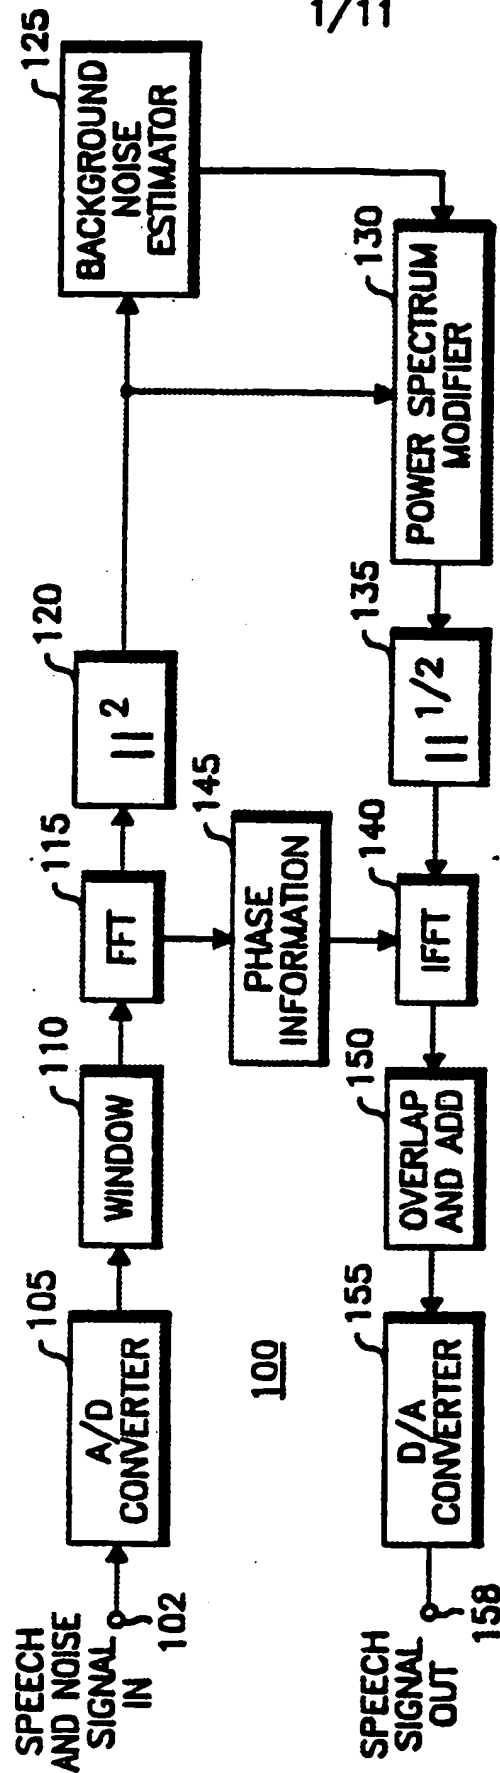 1/11
SPEECH
AND NOISE
SIGNAL
IN
102
A/D
CONVERTER
105
WINDOW
110
FFT
115
||²
120
BACKGROUND
NOISE
ESTIMATOR
125
PHASE
INFORMATION
145
100
POWER SPECTRUM
MODIFIER
130
||1/2
135
IFFT
140
OVERLAP
AND ADD
150
D/A
CONVERTER
155
SPEECH
SIGNAL
OUT
158